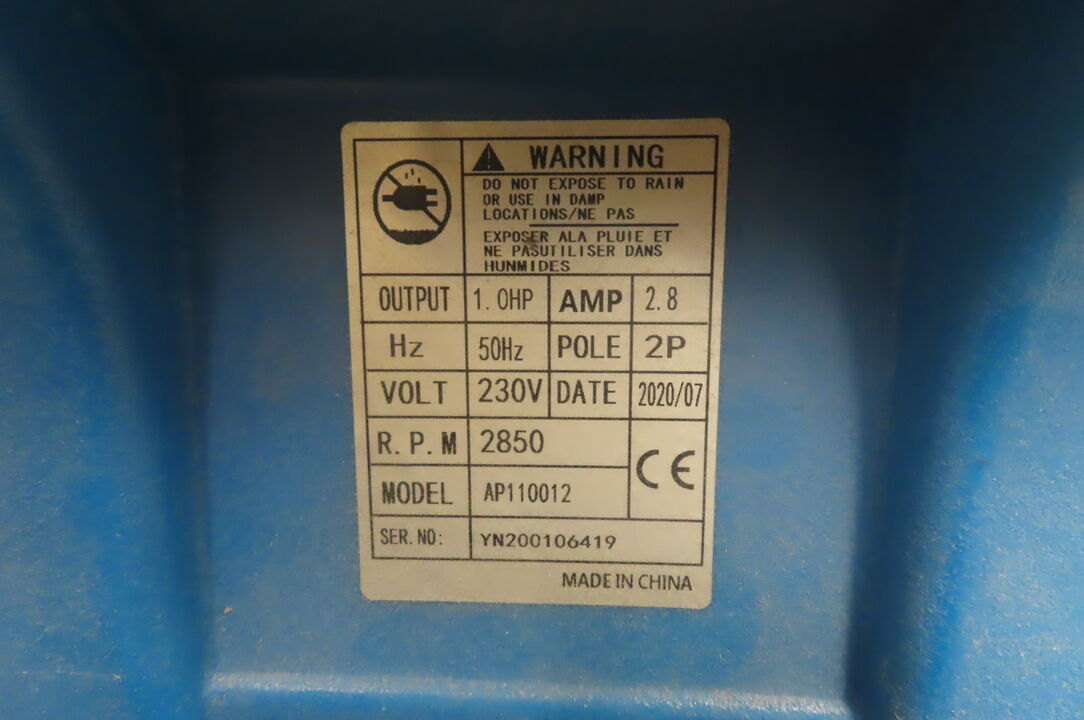 WARNING
DO NOT EXPOSE TO RAIN
OR USE IN DAMP
LOCATIONS/NE PAS
EXPOSER ALA PLUIE ET
NE PASUTILISER DANS
HUNMIDES
OUTPUT 1.0HP AMP 2.8
Hz 50Hz POLE 2P
VOLT 230V DATE 2020/07
R.P.M 2850
CE
MODEL AP110012
SER.NO: YN200106419
MADE IN CHINA